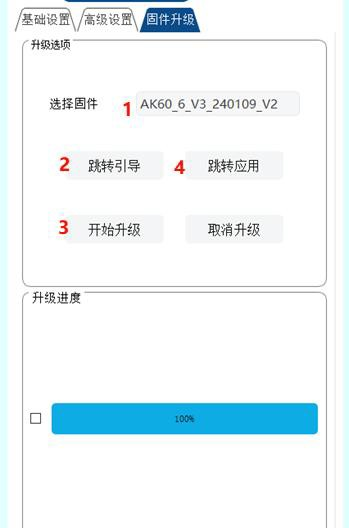 基础设置 高级设置 固件升级
升级选项
选择固件 1 AK60_6_V3_240109_V2
2 跳转引导 4 跳转应用
3 开始升级 取消升级
升级进度
100%